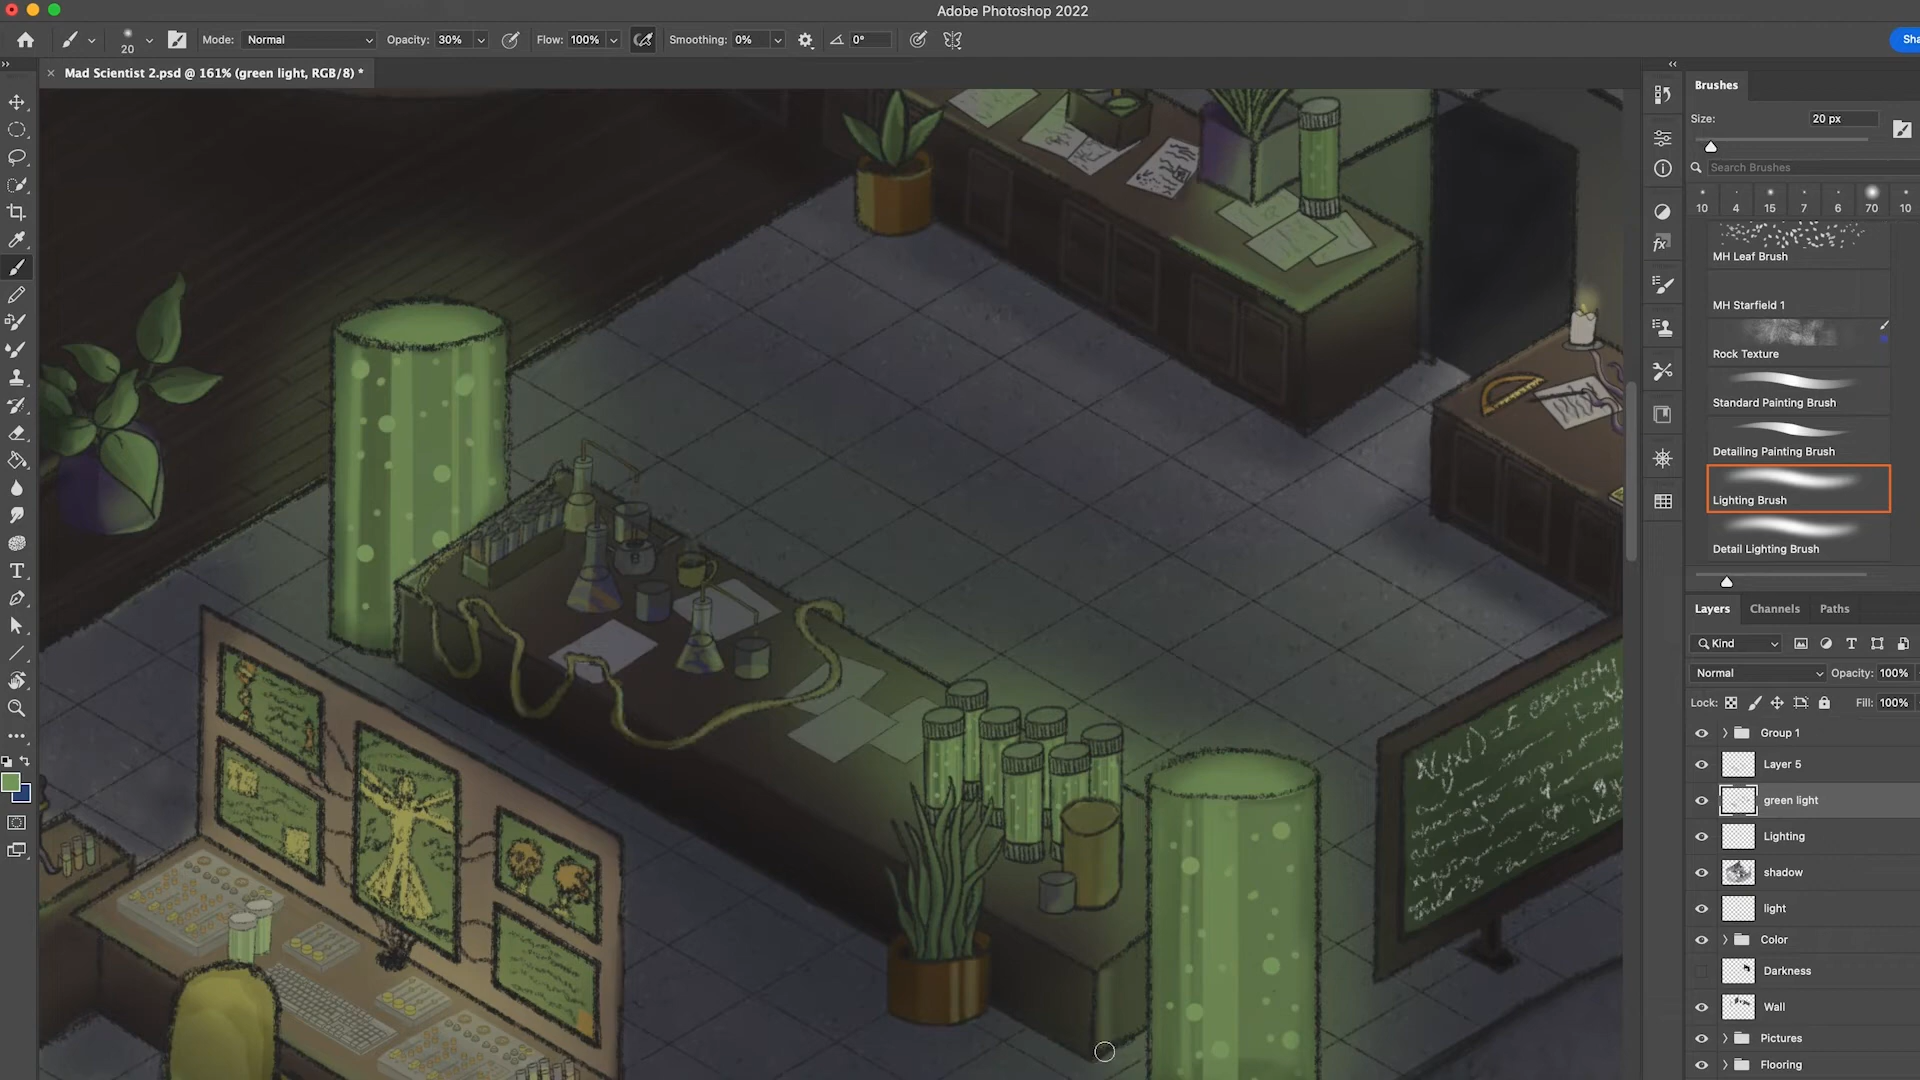 Adobe Photoshop 2022
20
Mode: Normal
Opacity: 30%
Flow: 100%
Smoothing: 0%
0°
Sha
Mad Scientist 2.psd @ 161% (green light, RGB/8) *
Brushes
Size: 20 px
Search Brushes
10 4 15 7 6 70 10
MH Leaf Brush
MH Starfield 1
Rock Texture
Standard Painting Brush
Detailing Painting Brush
Lighting Brush
Detail Lighting Brush
Layers Channels Paths
Kind
Normal Opacity: 100%
Lock: Fill: 100%
Group 1
Layer 5
green light
Lighting
shadow
light
Color
Darkness
Wall
Pictures
Flooring
B